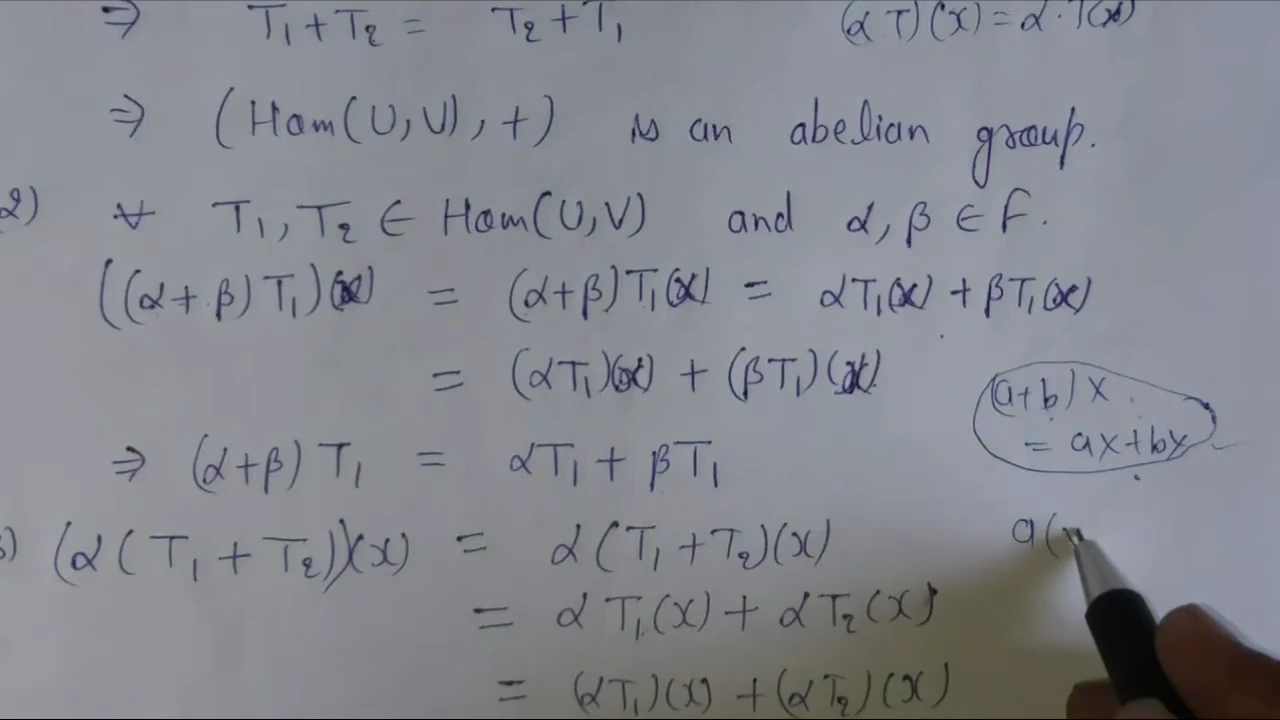 ⇒ T₁+T₂ = T₂+T₁ (αT)(x) = α·T(x)
⇒ (Hom(U,V),+) is an abelian group.
2) ∀ T₁,T₂ ∈ Hom(U,V) and α,β ∈ F.
((α+β)T₁)(x) = (α+β)T₁(x) = αT₁(x) + βT₁(x)
= (αT₁)(x) + (βT₁)(x)
(a+b)x
= ax+bx
⇒ (α+β)T₁ = αT₁ + βT₁
3) (α(T₁+T₂))(x) = α(T₁+T₂)(x)
a(
= αT₁(x) + αT₂(x)
= (αT₁)(x) + (αT₂)(x)